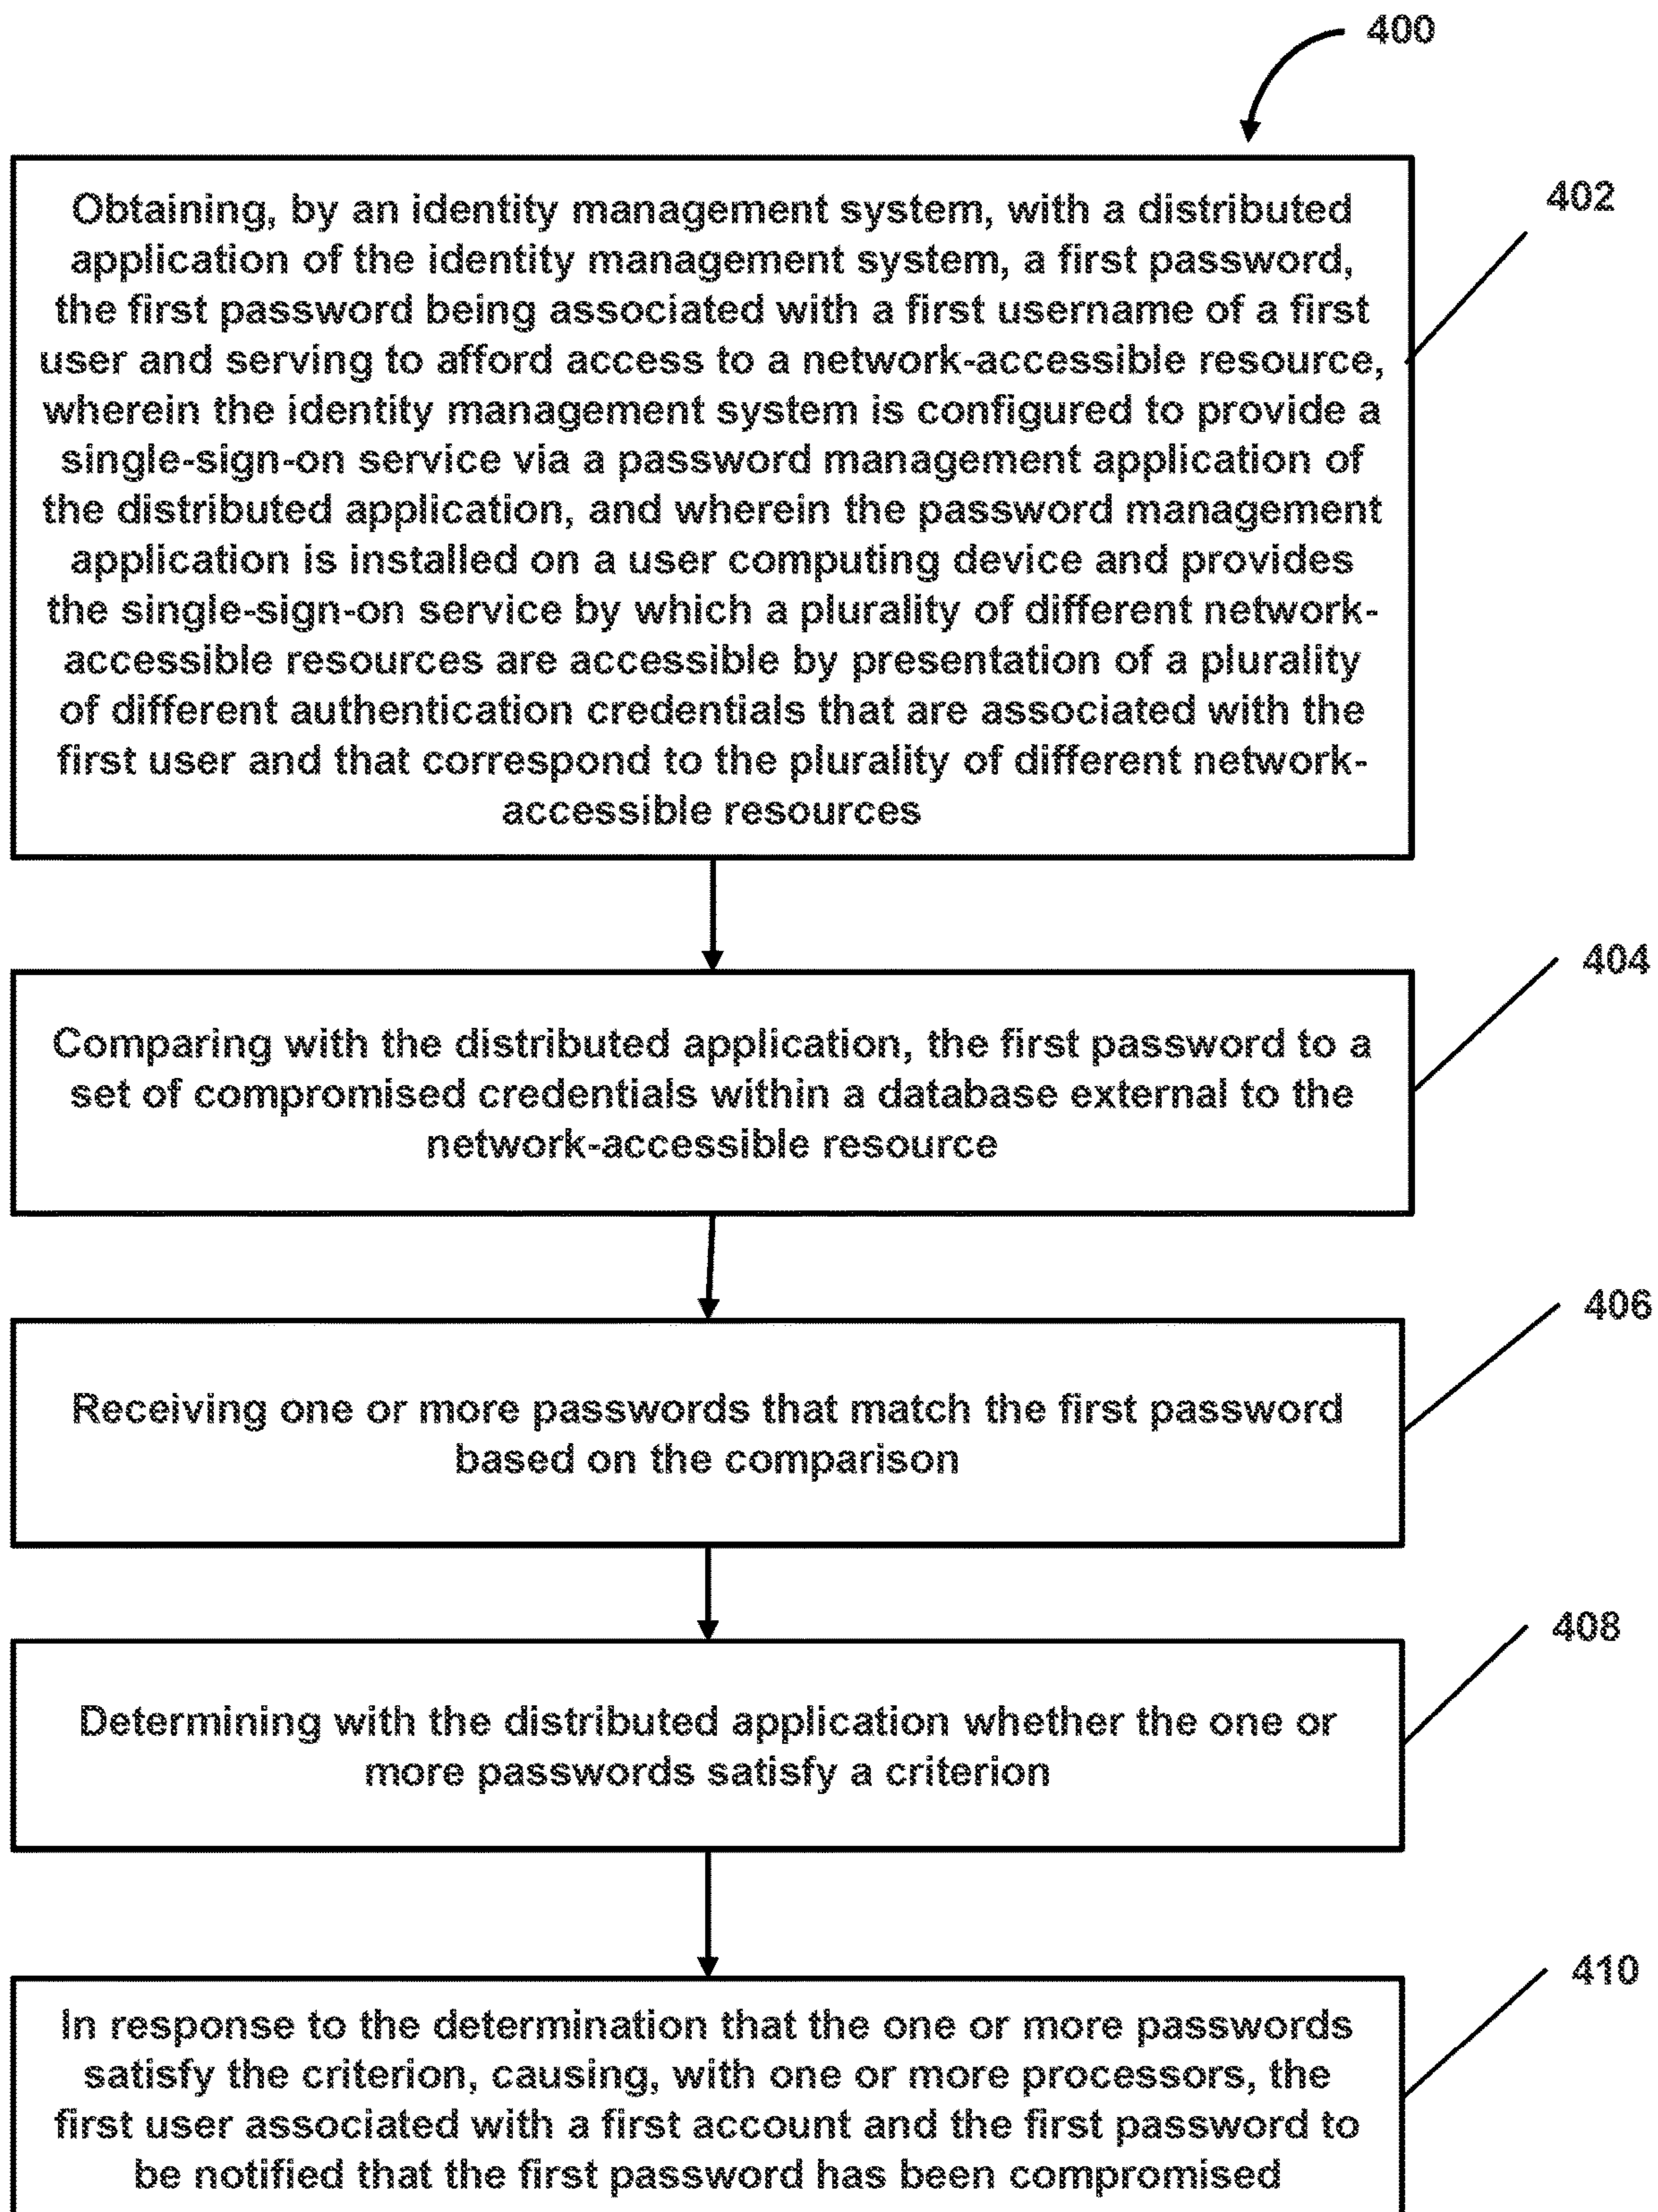 400
402
Obtaining, by an identity management system, with a distributed
application of the identity management system, a first password,
the first password being associated with a first username of a first
user and serving to afford access to a network-accessible resource,
wherein the identity management system is configured to provide a
single-sign-on service via a password management application of
the distributed application, and wherein the password management
application is installed on a user computing device and provides
the single-sign-on service by which a plurality of different network-
accessible resources are accessible by presentation of a plurality
of different authentication credentials that are associated with the
first user and that correspond to the plurality of different network-
accessible resources
404
Comparing with the distributed application, the first password to a
set of compromised credentials within a database external to the
network-accessible resource
406
Receiving one or more passwords that match the first password
based on the comparison
408
Determining with the distributed application whether the one or
more passwords satisfy a criterion
410
In response to the determination that the one or more passwords
satisfy the criterion, causing, with one or more processors, the
first user associated with a first account and the first password to
be notified that the first password has been compromised